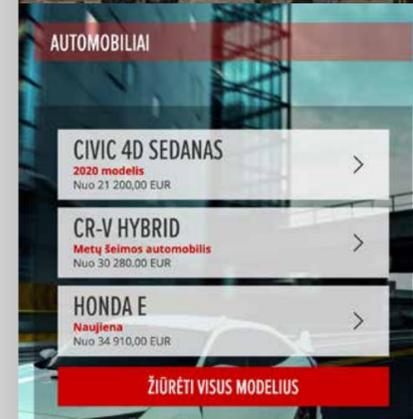 AUTOMOBILIAI
CIVIC 4D SEDANAS
2020 modelis
Nuo 21 200,00 EUR
CR-V HYBRID
Metų šeimos automobilis
Nuo 30 280.00 EUR
HONDA E
Naujiena
Nuo 34 910,00 EUR
ŽIŪRĖTI VISUS MODELIUS